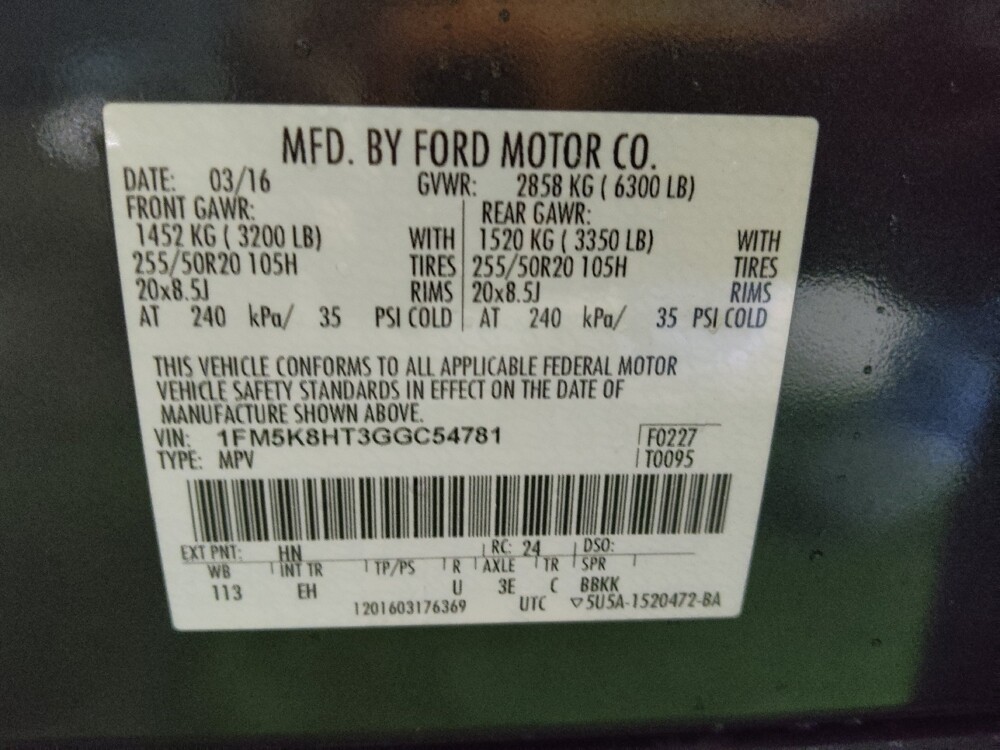 MFD. BY FORD MOTOR CO.
DATE: 03/16 GVWR: 2858 KG ( 6300 LB)
FRONT GAWR: REAR GAWR:
1452 KG ( 3200 LB) WITH 1520 KG ( 3350 LB) WITH
255/50R20 105H TIRES 255/50R20 105H TIRES
20x8.5J RIMS 20x8.5J RIMS
AT 240 kPa/ 35 PSI COLD AT 240 kPa/ 35 PSI COLD
THIS VEHICLE CONFORMS TO ALL APPLICABLE FEDERAL MOTOR
VEHICLE SAFETY STANDARDS IN EFFECT ON THE DATE OF
MANUFACTURE SHOWN ABOVE.
VIN: 1FM5K8HT3GGC54781 F0227
TYPE: MPV T0095
EXT PNT: HN RC: 24 DSO:
WB INT TR TP/PS R AXLE TR SPR
113 EH U 3E C BBKK
1201603176369 UTC ▽5U5A-1520472-BA